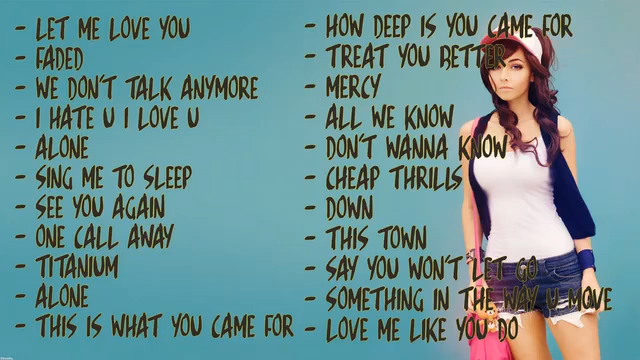 - LET ME LOVE YOU
- FADED
- WE DON'T TALK ANYMORE
- I HATE U I LOVE U
- ALONE
- SING ME TO SLEEP
- SEE YOU AGAIN
- ONE CALL AWAY
- TITANIUM
- ALONE
- THIS IS WHAT YOU CAME FOR
- HOW DEEP IS YOU CAME FOR
- TREAT YOU BETTER
- MERCY
- ALL WE KNOW
- DON'T WANNA KNOW
- CHEAP THRILLS
- DOWN
- THIS TOWN
- SAY YOU WON'T LET GO
- SOMETHING IN THE WAY U MOVE
- LOVE ME LIKE YOU DO